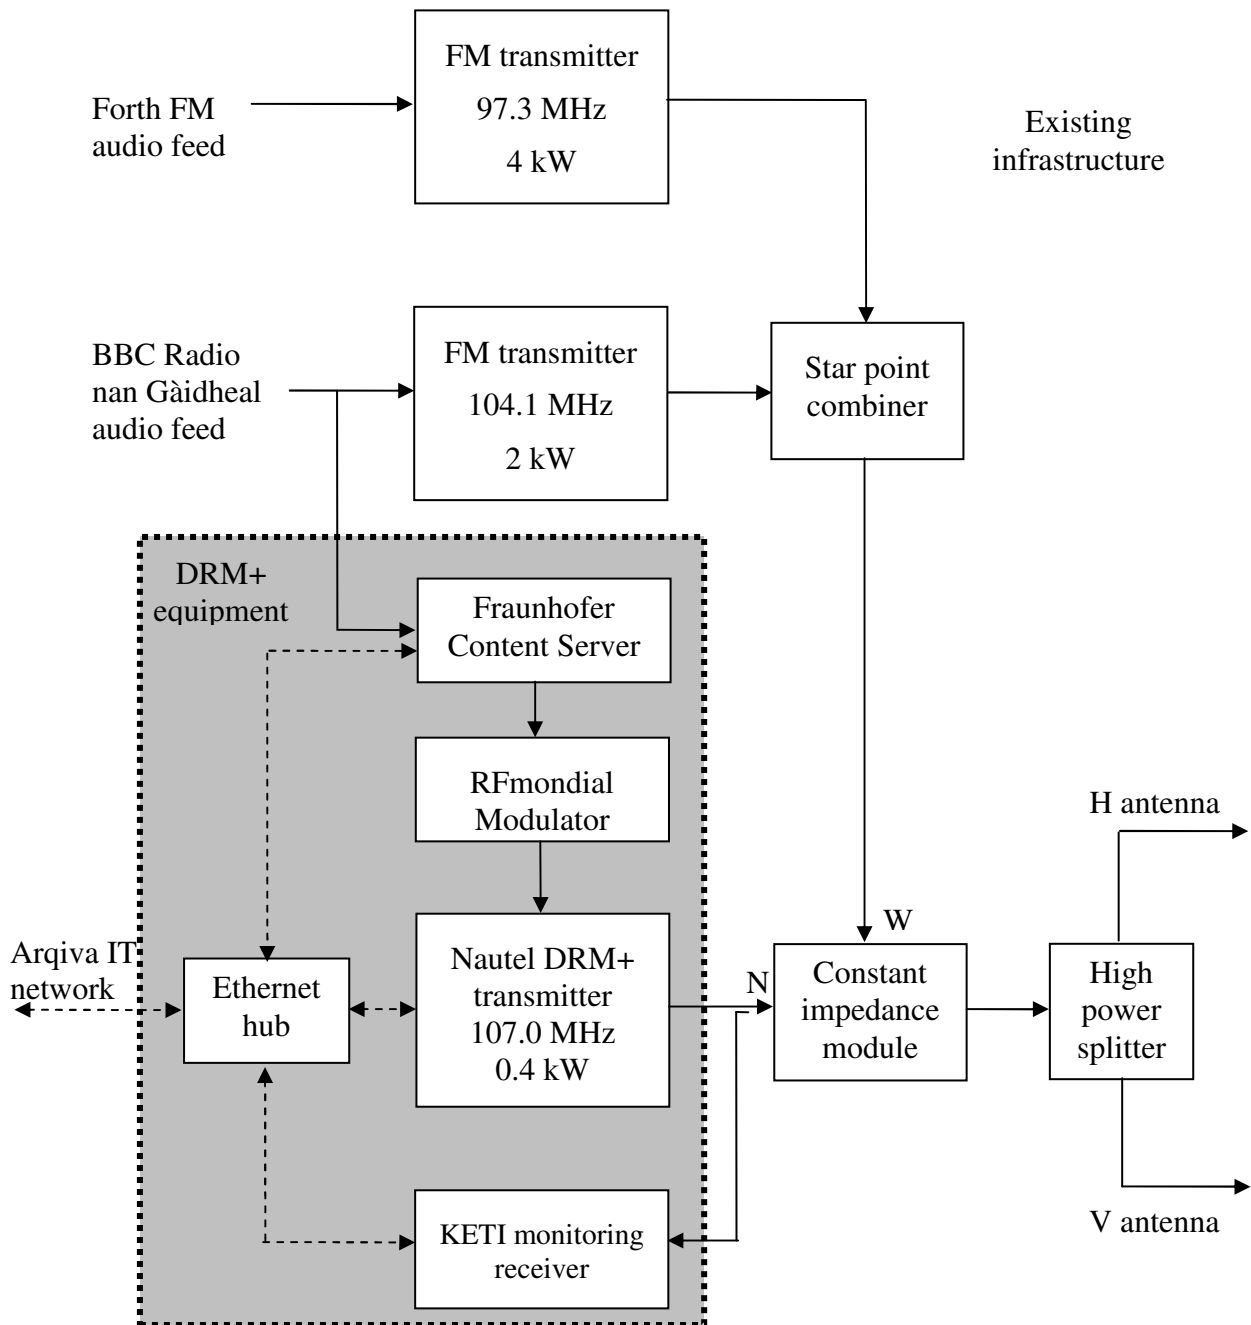 FM transmitter
97.3 MHz
4 kW
Forth FM
audio feed
Existing
infrastructure
BBC Radio
nan Gàidheal
audio feed
FM transmitter
104.1 MHz
2 kW
Star point
combiner
DRM+
equipment
Fraunhofer
Content Server
RFmondial
Modulator
H antenna
W
Arqiva IT
network
Ethernet
hub
Nautel DRM+
transmitter
107.0 MHz
0.4 kW
N
Constant
impedance
module
High
power
splitter
KETI monitoring
receiver
V antenna